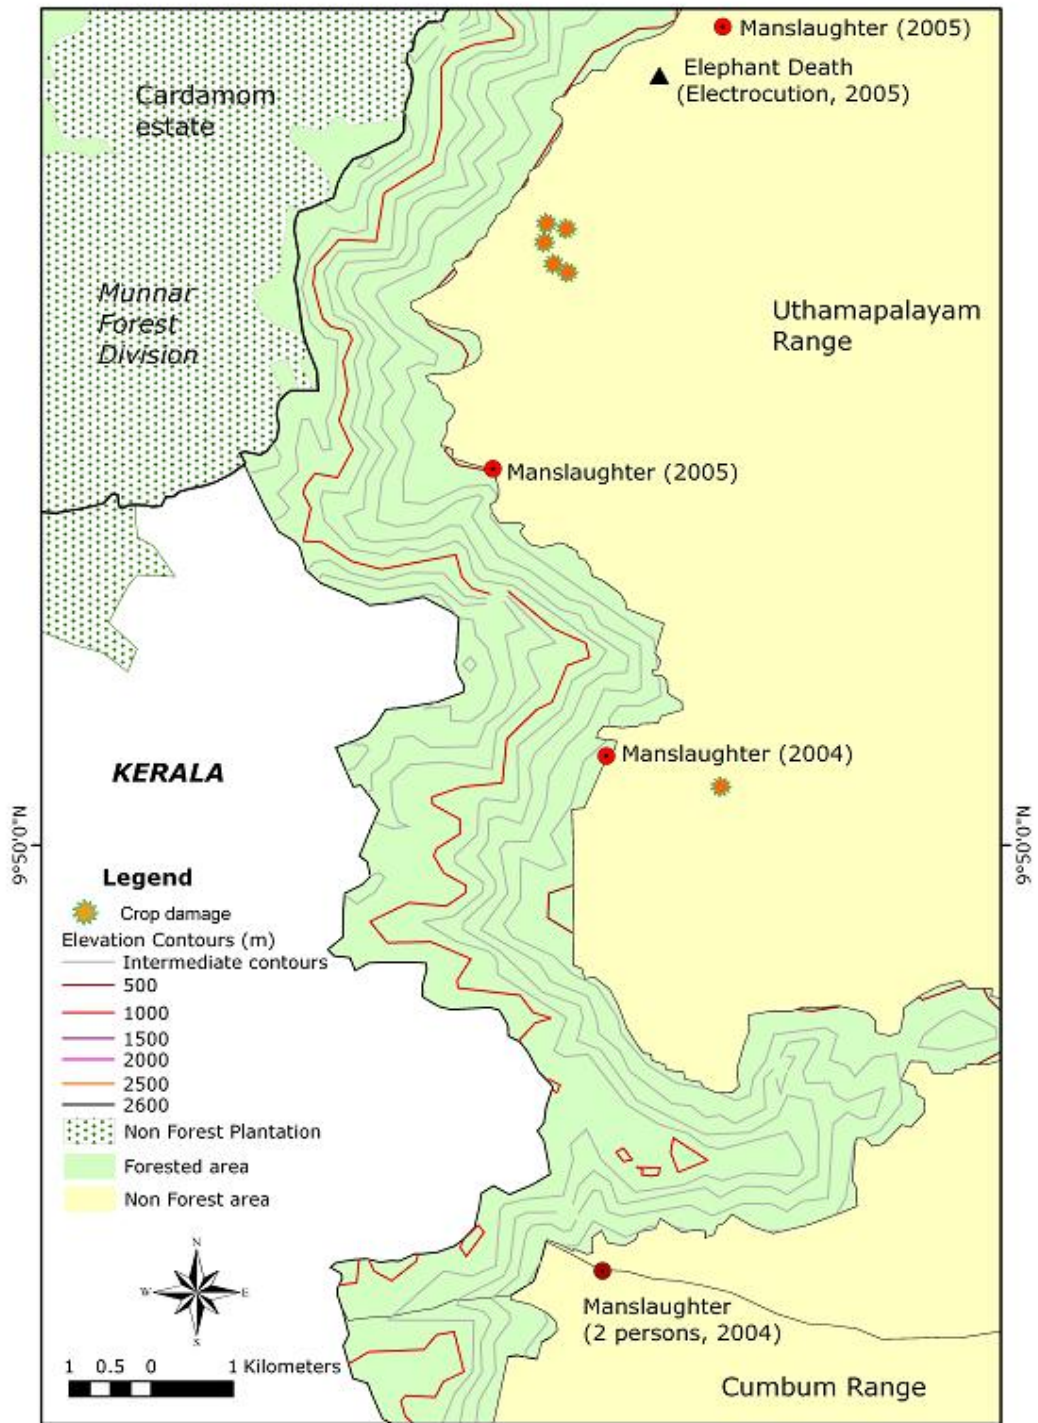 Manslaughter (2005)
Elephant Death
(Electrocution, 2005)
Cardamom
estate
Munnar
Forest
Division
Uthamapalayam
Range
Manslaughter (2005)
Manslaughter (2004)
KERALA
9°50'0"N
9°50'0"N
Legend
Crop damage
Elevation Contours (m)
Intermediate contours
500
1000
1500
2000
2500
2600
Non Forest Plantation
Forested area
Non Forest area
N
W E
S
Manslaughter
(2 persons, 2004)
1 0.5 0 1 Kilometers
Cumbum Range